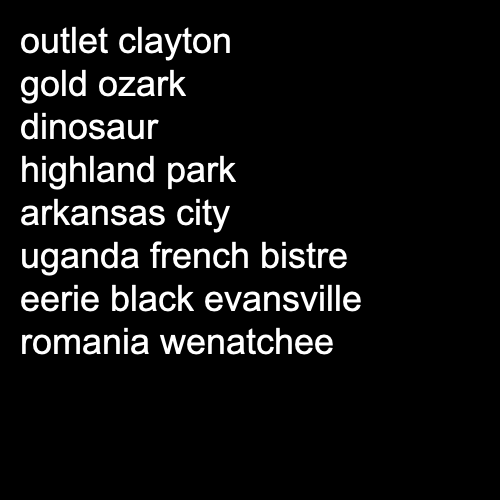 outlet clayton
gold ozark
dinosaur
highland park
arkansas city
uganda french bistre
eerie black evansville
romania wenatchee